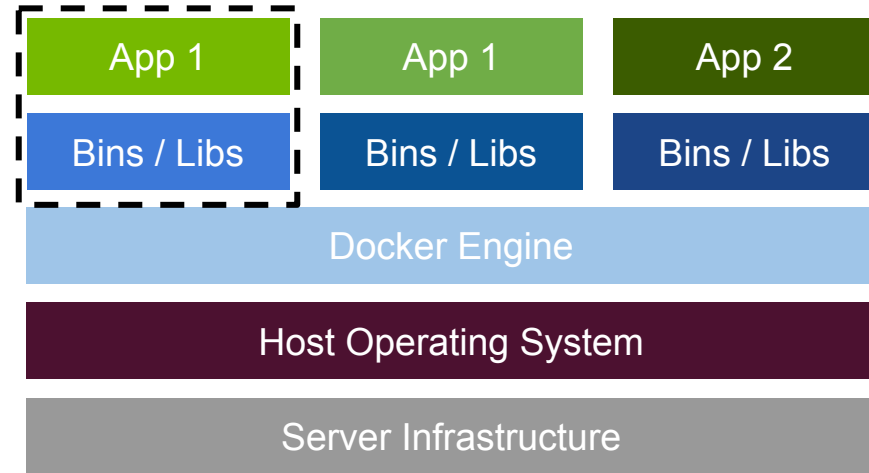 App 1
App 1
App 2
Bins / Libs
Bins / Libs
Bins / Libs
Docker Engine
Host Operating System
Server Infrastructure